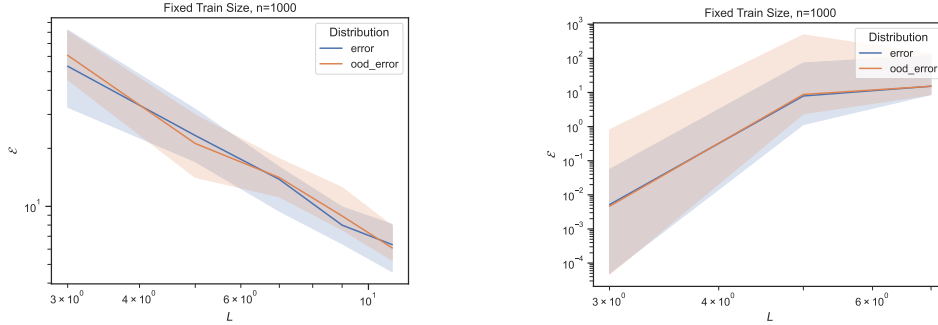 Fixed Train Size, n=1000
Distribution
error
ood_error
ℰ
10¹
3 × 10⁰
4 × 10⁰
6 × 10⁰
10¹
L
Fixed Train Size, n=1000
Distribution
error
ood_error
ℰ
10³
10²
10¹
10⁰
10⁻¹
10⁻²
10⁻³
10⁻⁴
3 × 10⁰
4 × 10⁰
6 × 10⁰
L